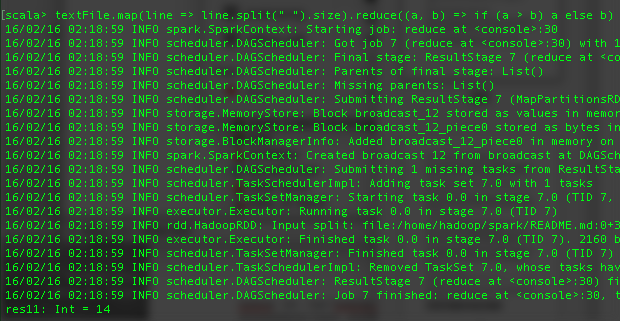 [scala> textFile.map(line => line.split(" ").size).reduce((a, b) => if (a > b) a else b)
16/02/16 02:18:59 INFO spark.SparkContext: Starting job: reduce at <console>:30
16/02/16 02:18:59 INFO scheduler.DAGScheduler: Got job 7 (reduce at <console>:30) with 1
16/02/16 02:18:59 INFO scheduler.DAGScheduler: Final stage: ResultStage 7 (reduce at <co
16/02/16 02:18:59 INFO scheduler.DAGScheduler: Parents of final stage: List()
16/02/16 02:18:59 INFO scheduler.DAGScheduler: Missing parents: List()
16/02/16 02:18:59 INFO scheduler.DAGScheduler: Submitting ResultStage 7 (MapPartitionsRD
16/02/16 02:18:59 INFO storage.MemoryStore: Block broadcast_12 stored as values in memor
16/02/16 02:18:59 INFO storage.MemoryStore: Block broadcast_12_piece0 stored as bytes in
16/02/16 02:18:59 INFO storage.BlockManagerInfo: Added broadcast_12_piece0 in memory on
16/02/16 02:18:59 INFO spark.SparkContext: Created broadcast 12 from broadcast at DAGSch
16/02/16 02:18:59 INFO scheduler.DAGScheduler: Submitting 1 missing tasks from ResultSta
16/02/16 02:18:59 INFO scheduler.TaskSchedulerImpl: Adding task set 7.0 with 1 tasks
16/02/16 02:18:59 INFO scheduler.TaskSetManager: Starting task 0.0 in stage 7.0 (TID 7,
16/02/16 02:18:59 INFO executor.Executor: Running task 0.0 in stage 7.0 (TID 7)
16/02/16 02:18:59 INFO rdd.HadoopRDD: Input split: file:/home/hadoop/spark/README.md:0+3
16/02/16 02:18:59 INFO executor.Executor: Finished task 0.0 in stage 7.0 (TID 7). 2160 b
16/02/16 02:18:59 INFO scheduler.TaskSetManager: Finished task 0.0 in stage 7.0 (TID 7)
16/02/16 02:18:59 INFO scheduler.TaskSchedulerImpl: Removed TaskSet 7.0, whose tasks hav
16/02/16 02:18:59 INFO scheduler.DAGScheduler: ResultStage 7 (reduce at <console>:30) fi
16/02/16 02:18:59 INFO scheduler.DAGScheduler: Job 7 finished: reduce at <console>:30, t
res11: Int = 14